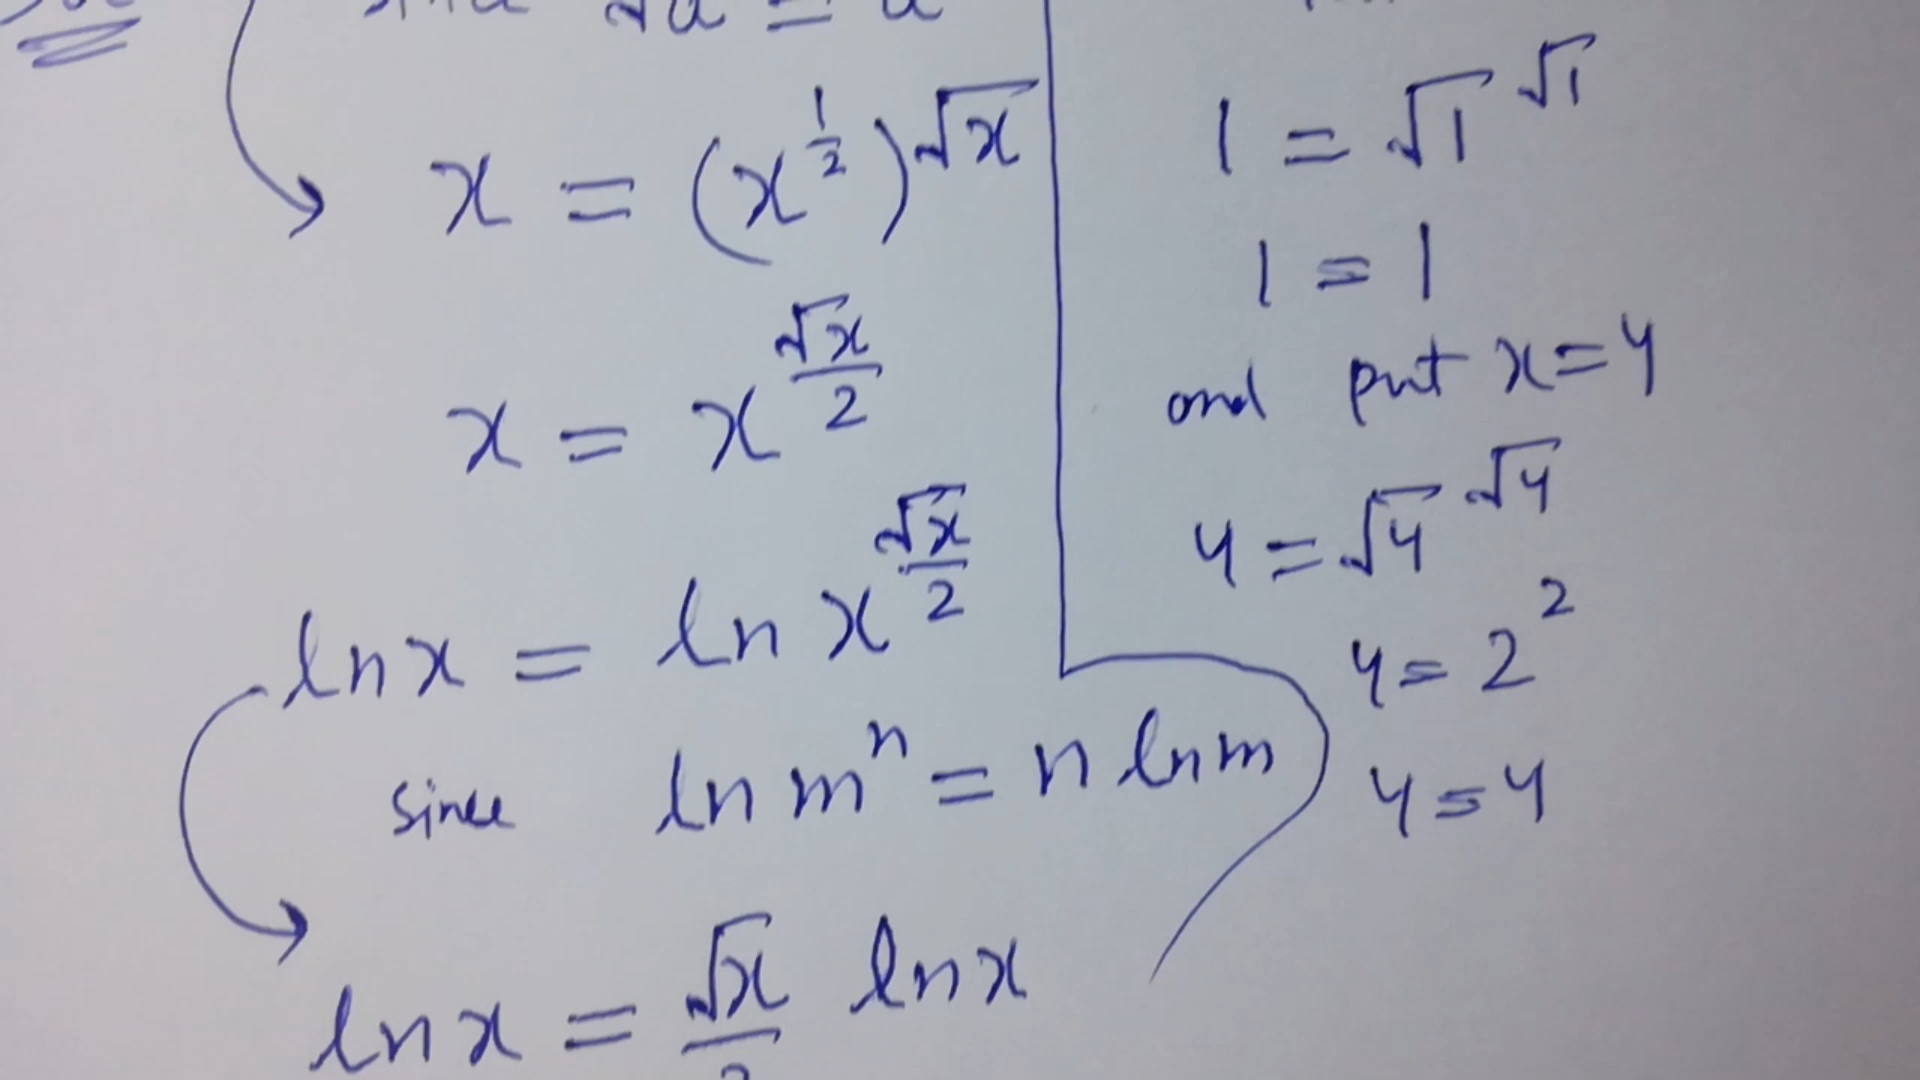 x = (x^{1/2})^{√x}
x = x^{√x/2}
ln x = ln x^{√x/2}
since ln m^n = n ln m
ln x = √x/2 ln x
1 = √1^{√1}
1 = 1
and put x = 4
4 = √4^{√4}
4 = 2^2
4 = 4